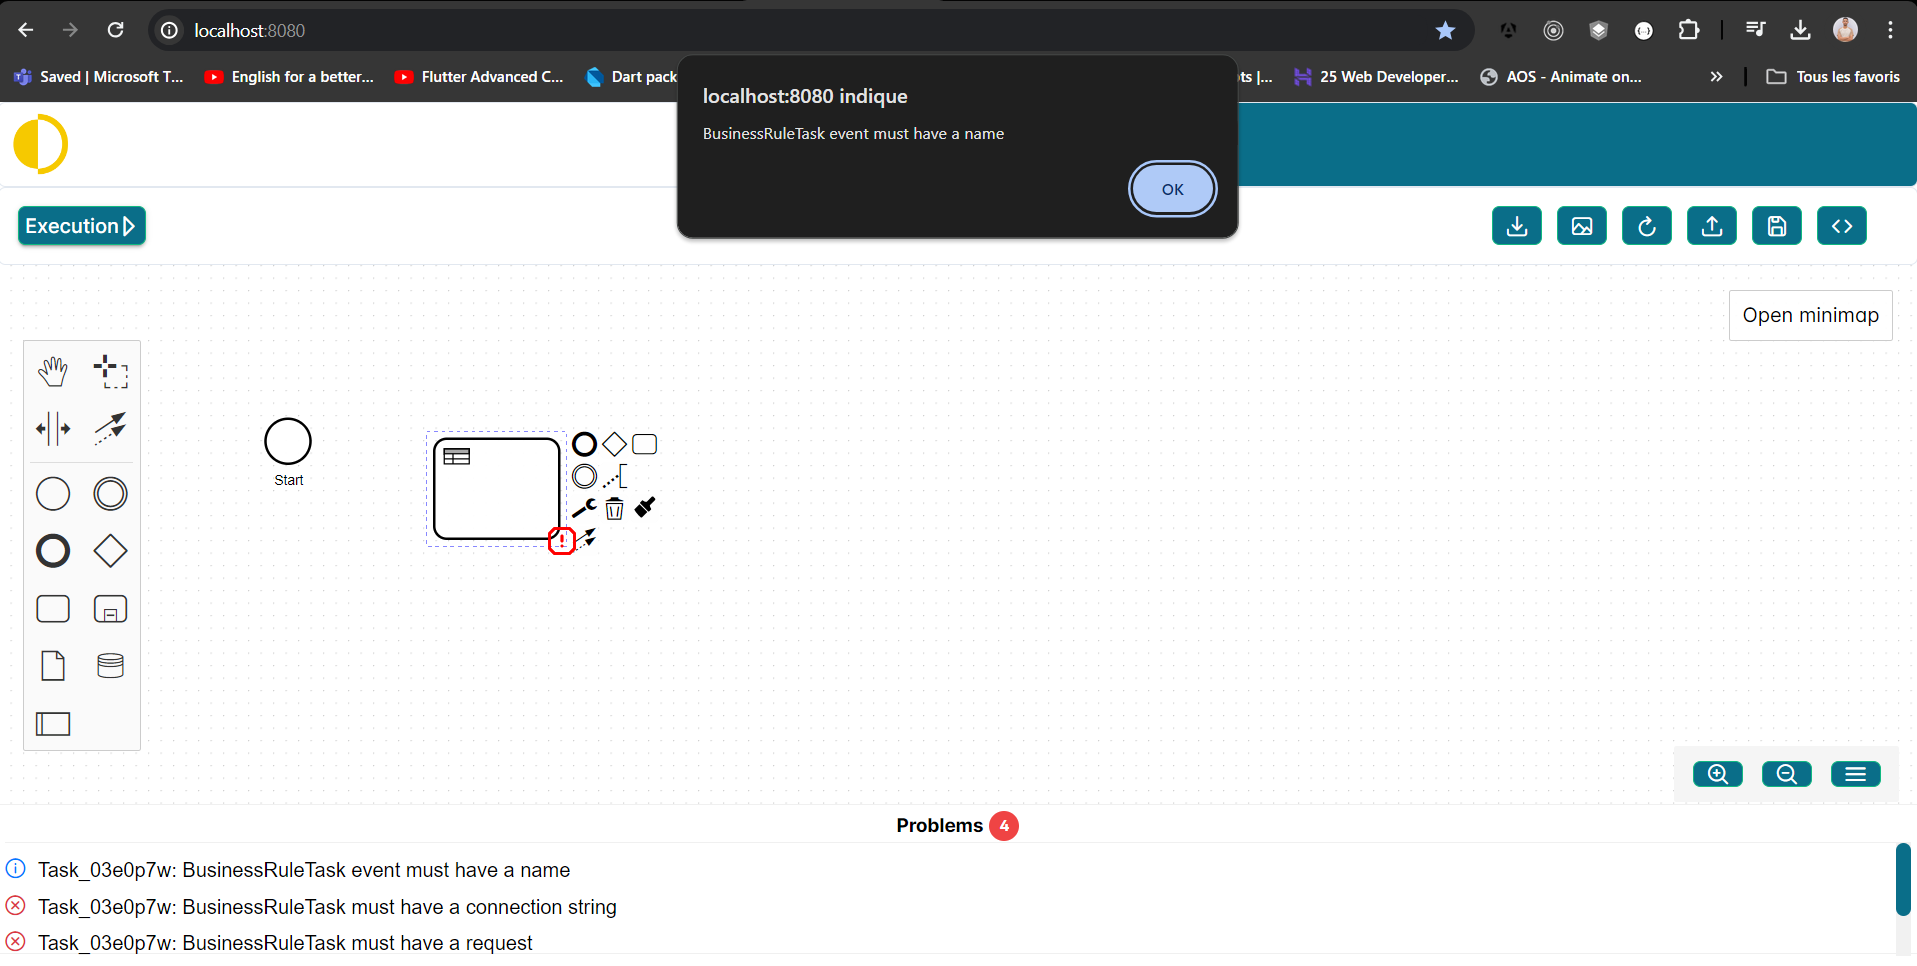 localhost:8080
Saved | Microsoft T...
English for a better...
Flutter Advanced C...
Dart pack
ts |...
25 Web Developer...
AOS - Animate on...
Tous les favoris
localhost:8080 indique
BusinessRuleTask event must have a name
OK
Execution
Open minimap
Start
Problems 4
Task_03e0p7w: BusinessRuleTask event must have a name
Task_03e0p7w: BusinessRuleTask must have a connection string
Task_03e0p7w: BusinessRuleTask must have a request